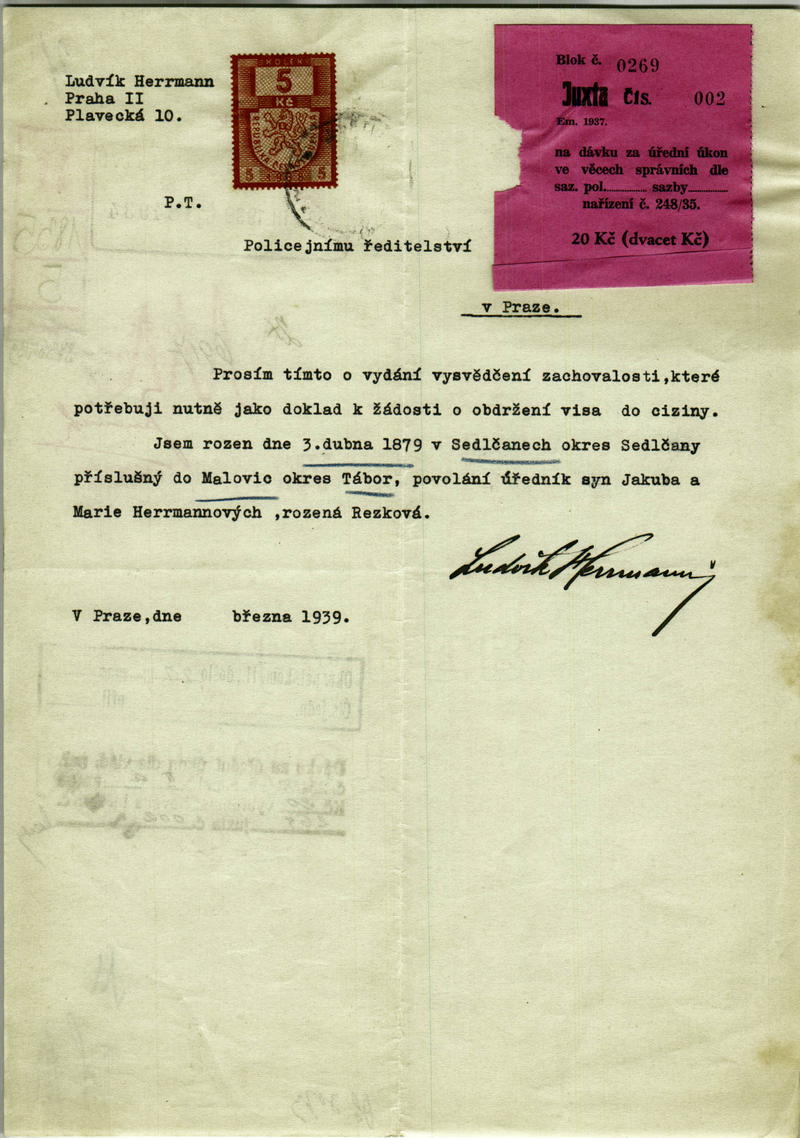 Ludvík Herrmann
Praha II
Plavecká 10.
KOLEK
5
Kč
REPUBLIKA
5 1938 5
Blok č. 0269
Juxta Čís. 002
Em. 1937.
na dávku za úřední úkon
ve věcech správních dle
saz. pol. ............ sazby............
nařízení č. 248/35.
20 Kč (dvacet Kč)
P.T.
Policejnímu ředitelství
v Praze.
Prosím tímto o vydání vysvědčení zachovalosti,které
potřebuji nutně jako doklad k žádosti o obdržení visa do ciziny.
Jsem rozen dne 3.dubna 1879 v Sedlčanech okres Sedlčany
příslušný do Malovic okres Tábor, povolání úředník syn Jakuba a
Marie Herrmannových ,rozená Rezková.
Ludvík Herrmann
V Praze,dne března 1939.